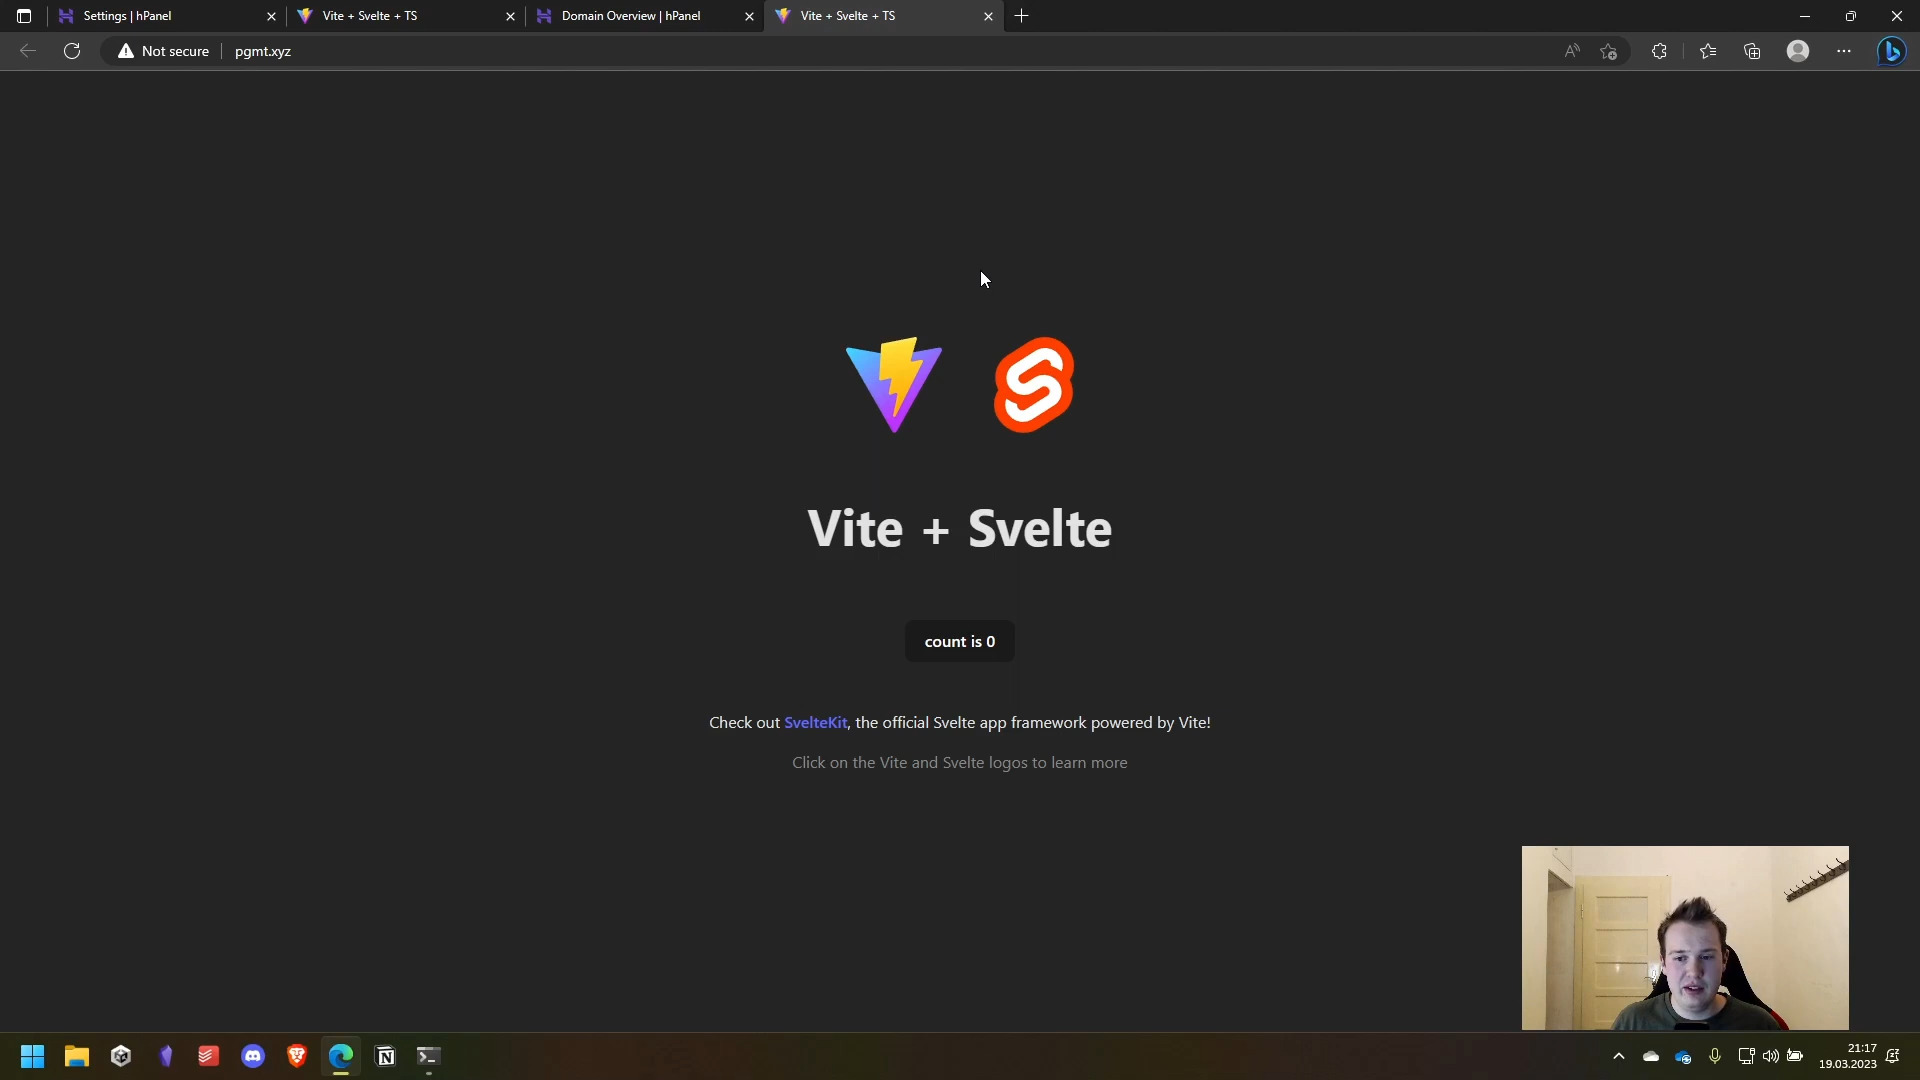 Settings | hPanel
Vite + Svelte + TS
Domain Overview | hPanel
Vite + Svelte + TS
Not secure
pgmt.xyz
Vite + Svelte
count is 0
Check out SvelteKit, the official Svelte app framework powered by Vite!
Click on the Vite and Svelte logos to learn more
21:17
19.03.2023